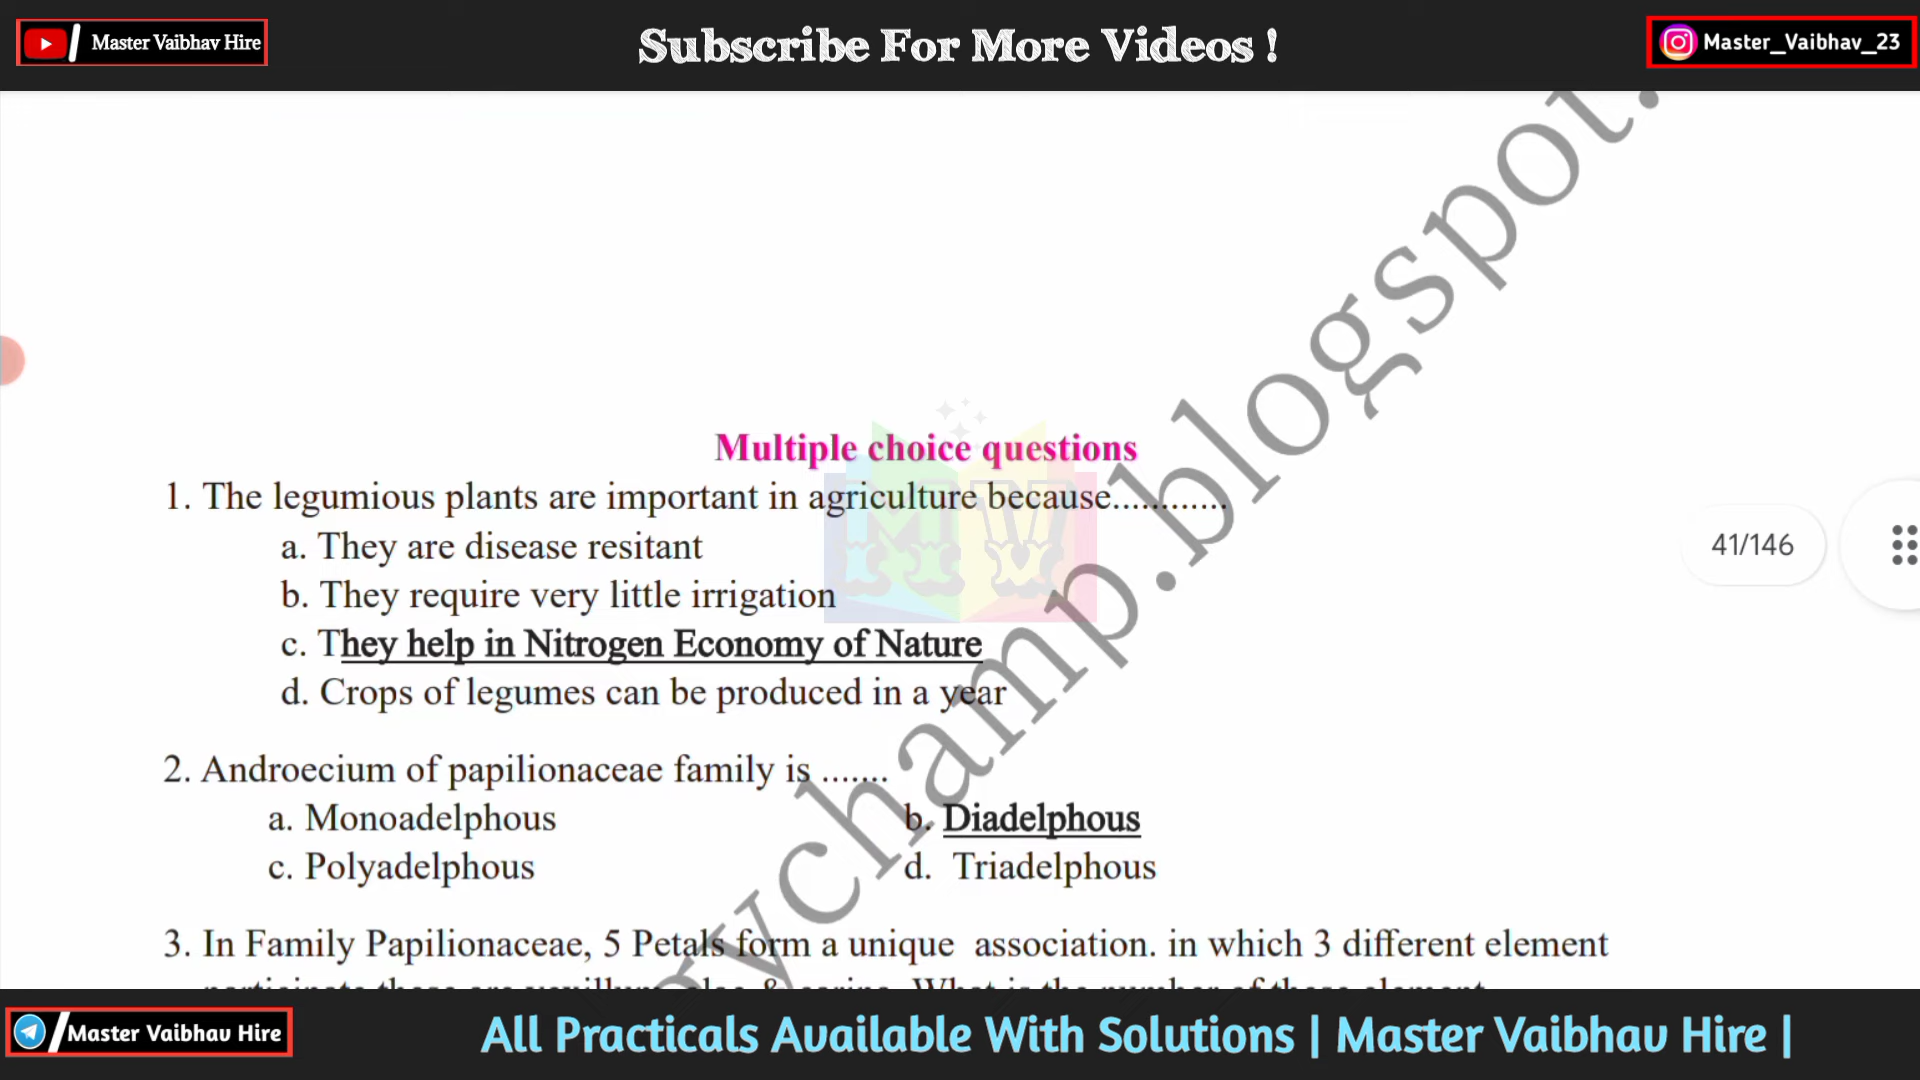 Master Vaibhav Hire
Subscribe For More Videos !
Master_Vaibhav_23
Multiple choice questions
1. The legumious plants are important in agriculture because............
a. They are disease resitant
b. They require very little irrigation
c. They help in Nitrogen Economy of Nature
d. Crops of legumes can be produced in a year
41/146
2. Androecium of papilionaceae family is .......
a. Monoadelphous
b. Diadelphous
c. Polyadelphous
d. Triadelphous
3. In Family Papilionaceae, 5 Petals form a unique association. in which 3 different element
ychamp.blogspot.
MV
Master Vaibhav Hire
All Practicals Available With Solutions | Master Vaibhav Hire |